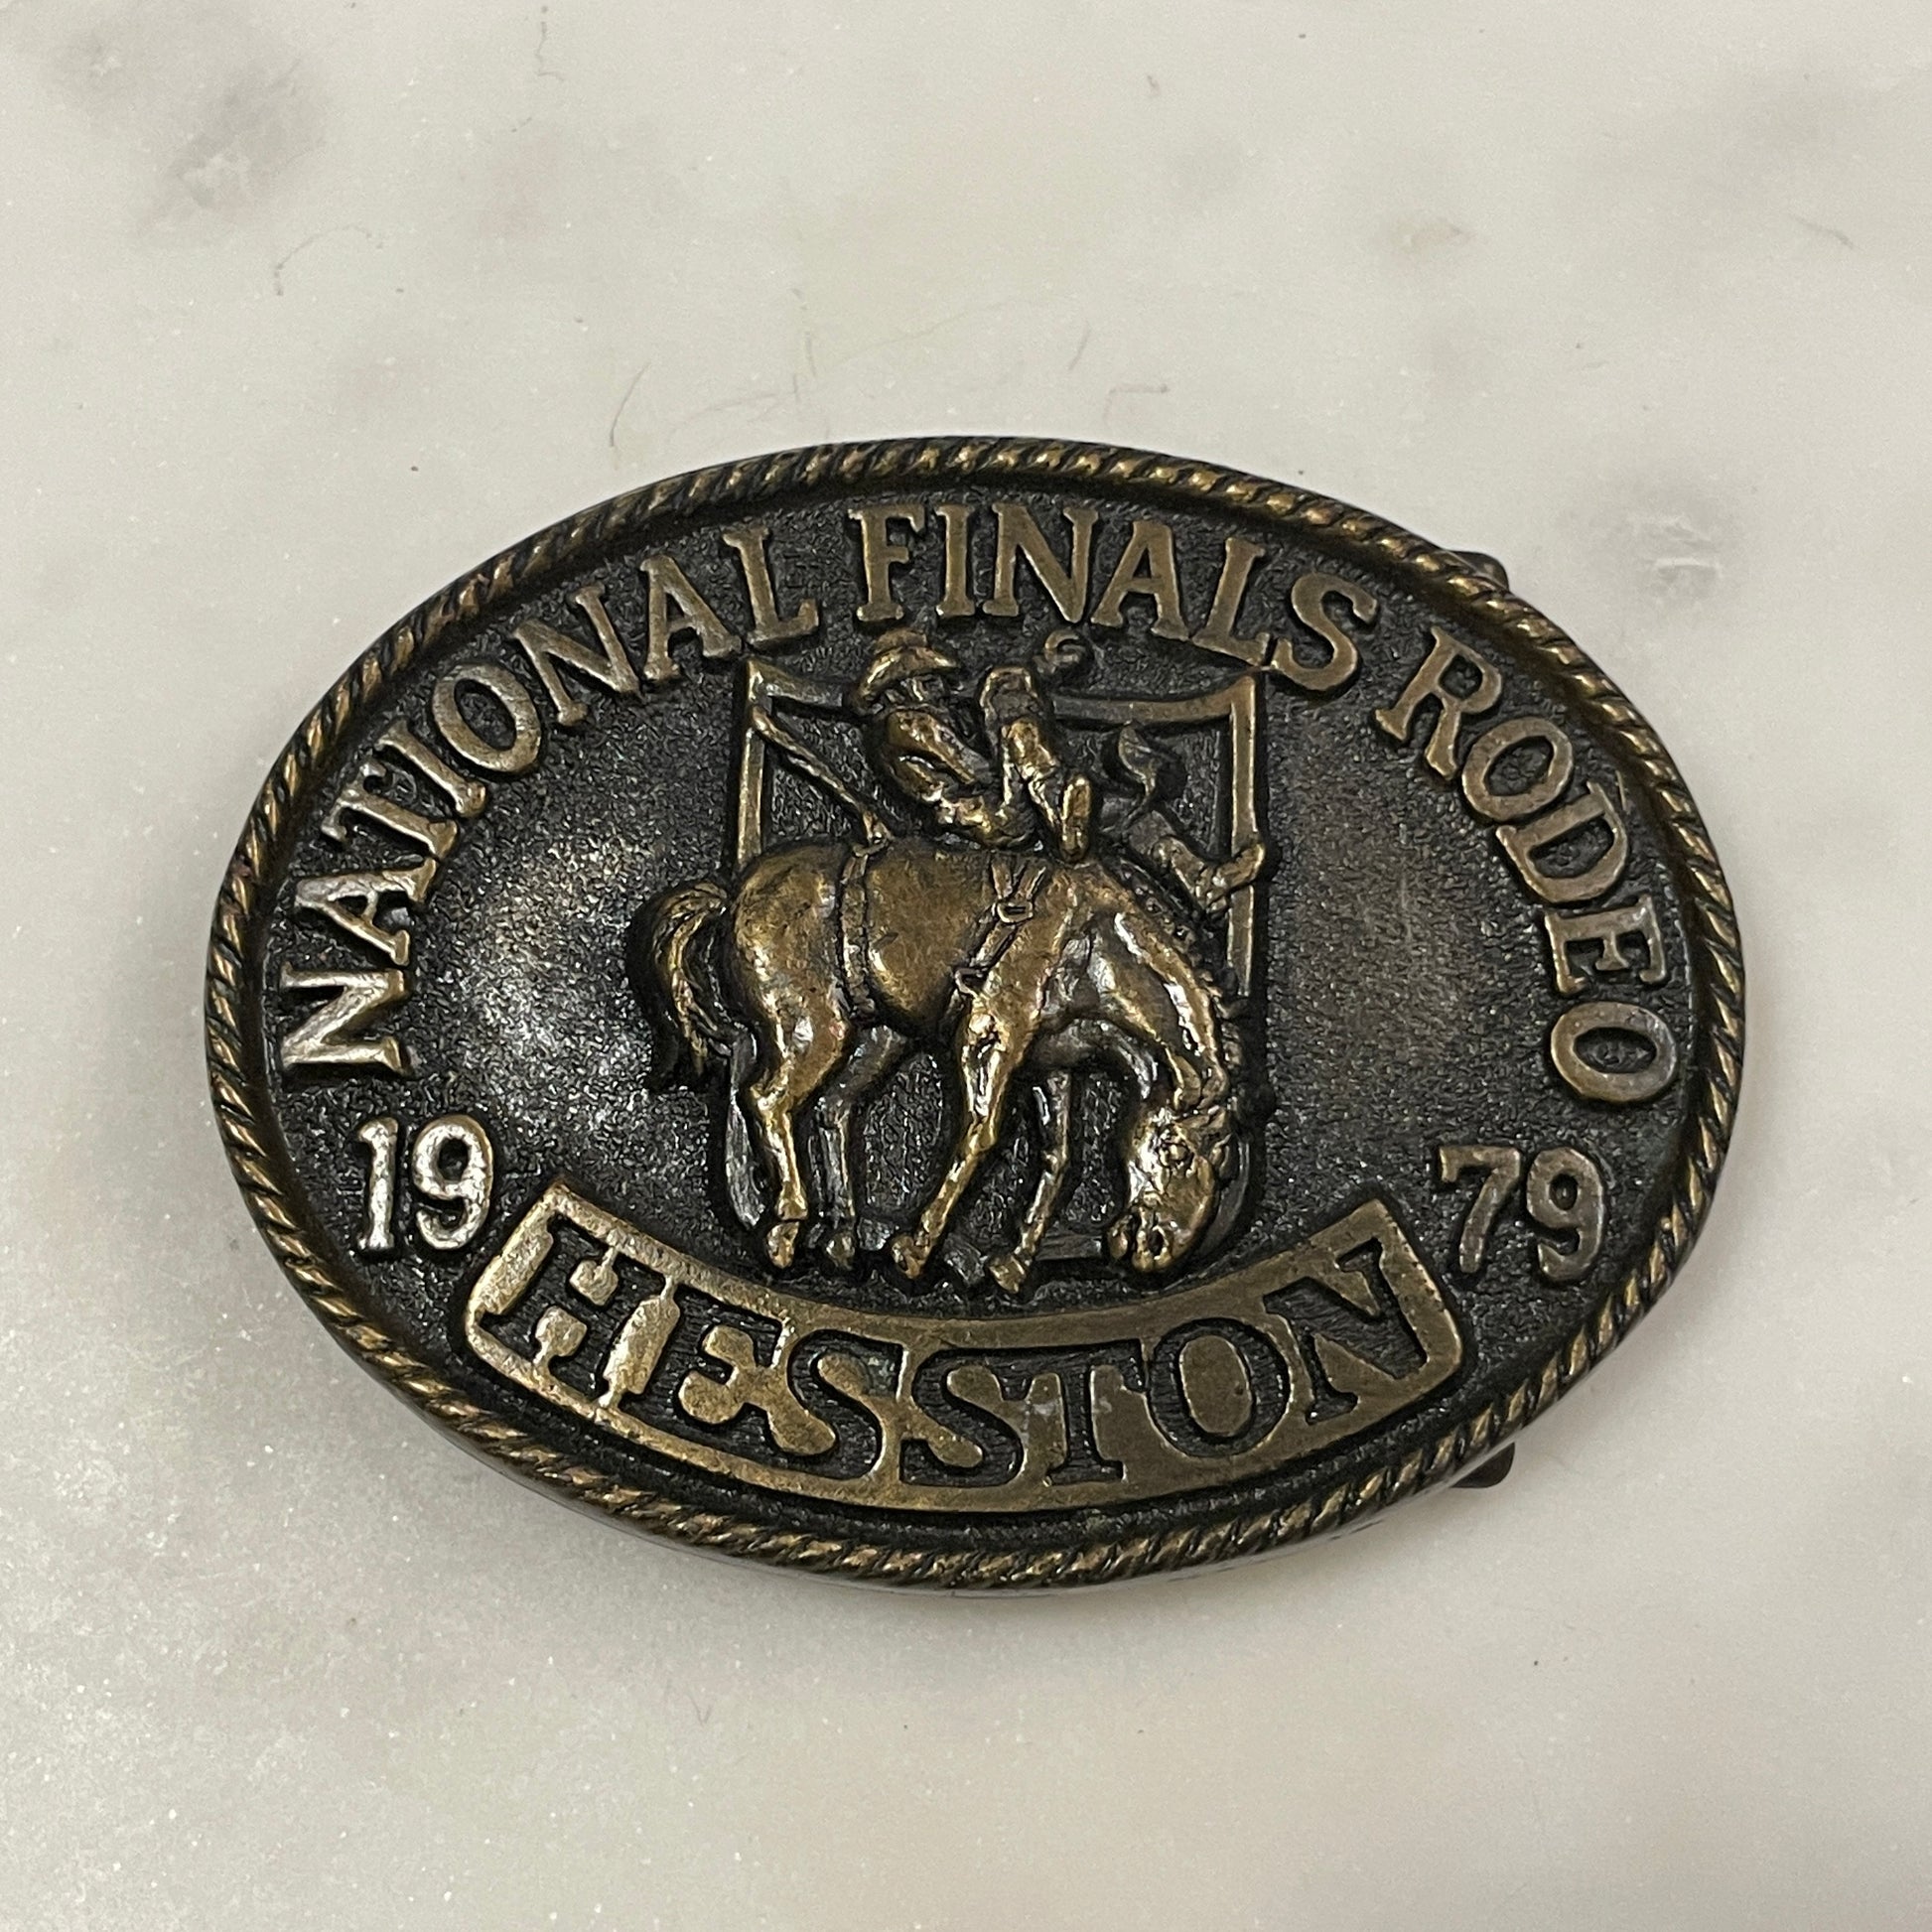 NATIONAL FINALS RODEO
19 79
HESSTON